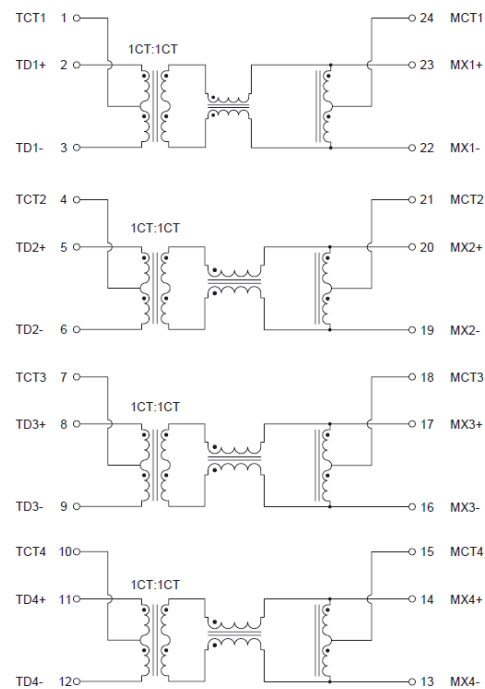 TCT1 1 24 MCT1
1CT:1CT
TD1+ 2 23 MX1+
TD1- 3 22 MX1-
TCT2 4 21 MCT2
1CT:1CT
TD2+ 5 20 MX2+
TD2- 6 19 MX2-
TCT3 7 18 MCT3
1CT:1CT
TD3+ 8 17 MX3+
TD3- 9 16 MX3-
TCT4 10 15 MCT4
1CT:1CT
TD4+ 11 14 MX4+
TD4- 12 13 MX4-